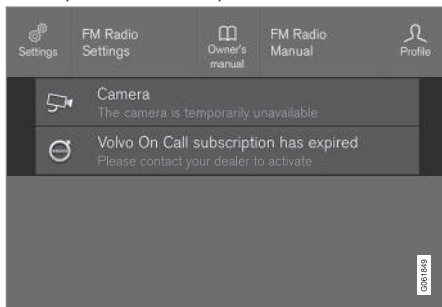 Settings
FM Radio
Settings
Owner's
manual
FM Radio
Manual
Profile
Camera
The camera is temporarily unavailable
Volvo On Call subscription has expired
Please contact your dealer to activate
G061849